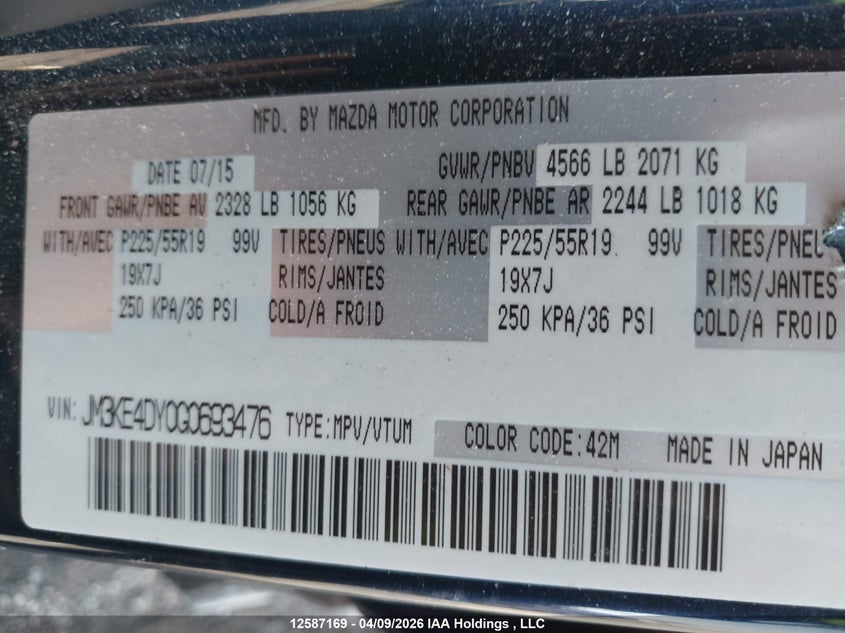 MFD. BY MAZDA MOTOR CORPORATION
DATE 07/15 GVWR/PNBV 4566 LB 2071 KG
FRONT GAWR/PNBE AV 2328 LB 1056 KG REAR GAWR/PNBE AR 2244 LB 1018 KG
WITH/AVEC P225/55R19 99V TIRES/PNEUS WITH/AVEC P225/55R19 99V TIRES/PNEU
19X7J RIMS/JANTES 19X7J RIMS/JANTES
250 KPA/36 PSI COLD/A FROID 250 KPA/36 PSI COLD/A FROID
VIN: JM3KE4DY0G0693476 TYPE:MPV/VTUM COLOR CODE:42M MADE IN JAPAN
12587169 - 04/09/2026 IAA Holdings , LLC